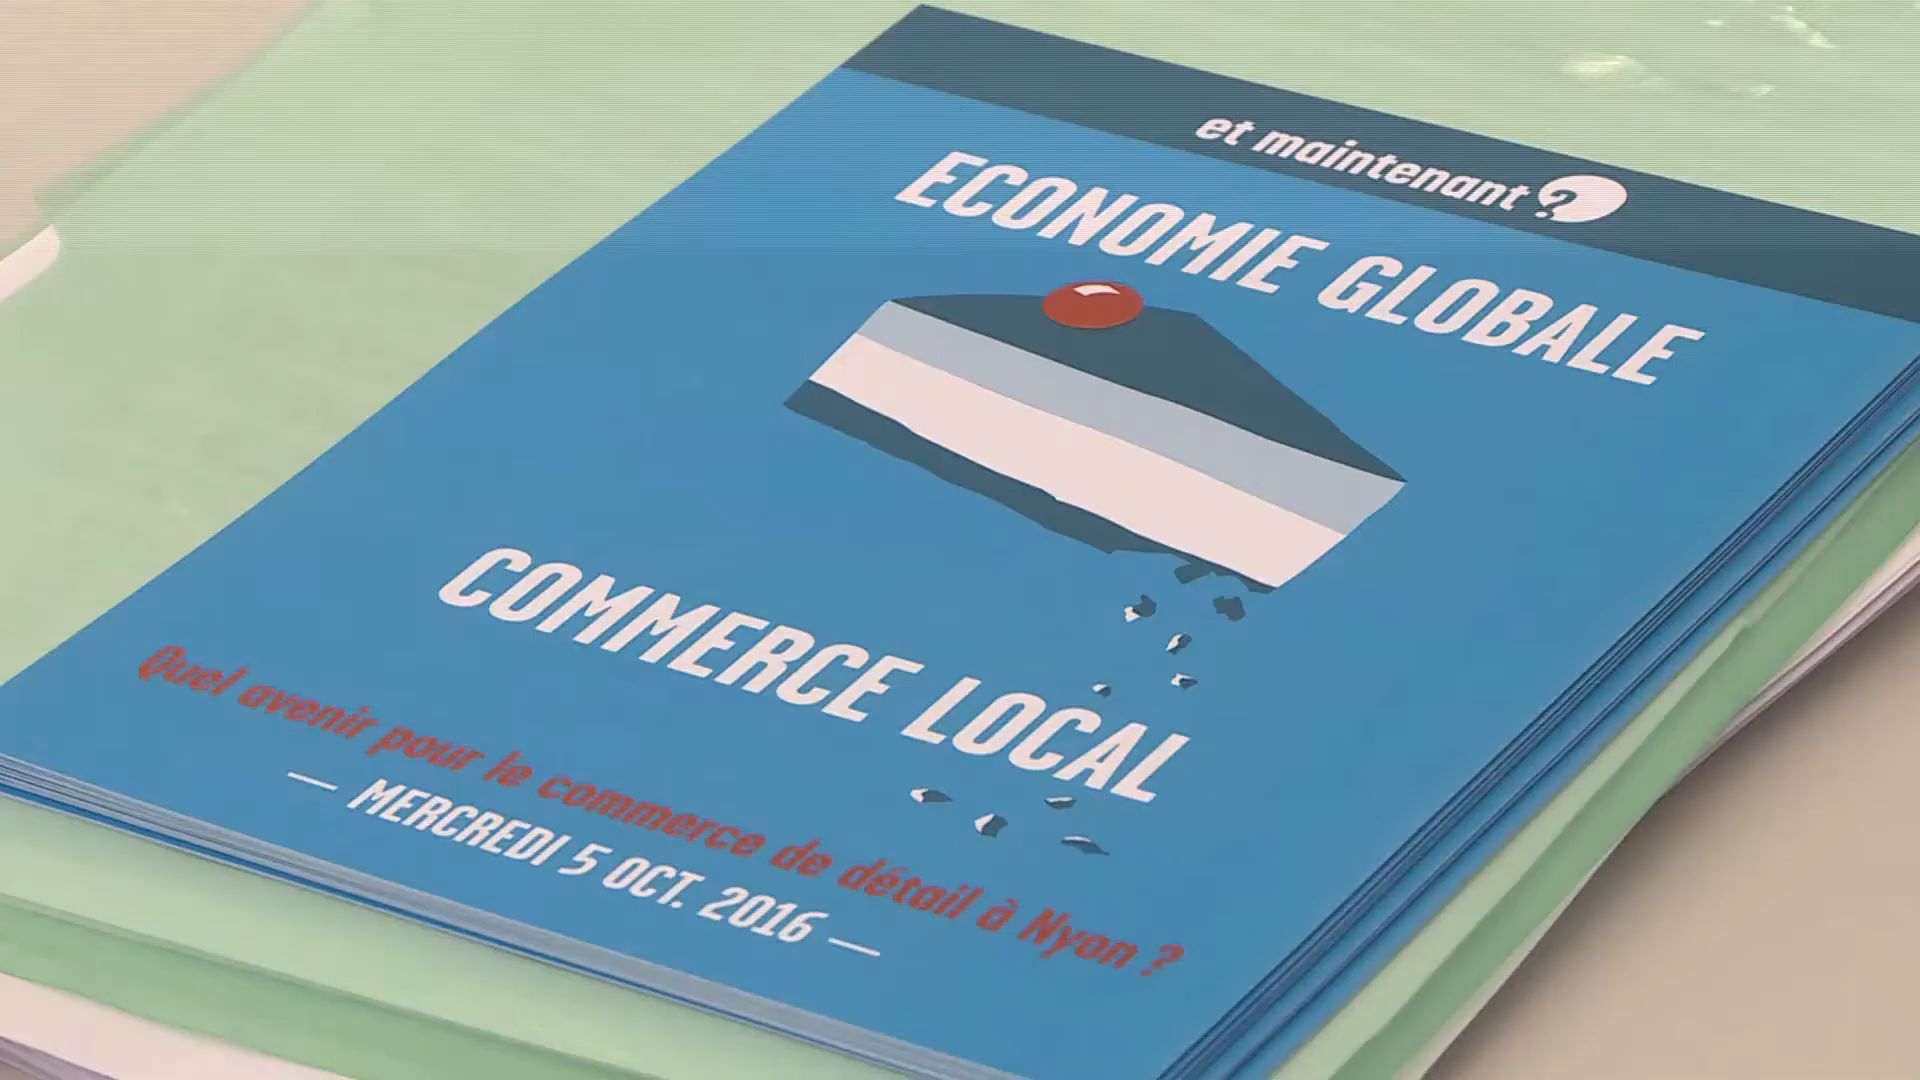 et maintenant ?
ECONOMIE GLOBALE
COMMERCE LOCAL
Quel avenir pour le commerce de détail à Nyon ?
— MERCREDI 5 OCT. 2016 —